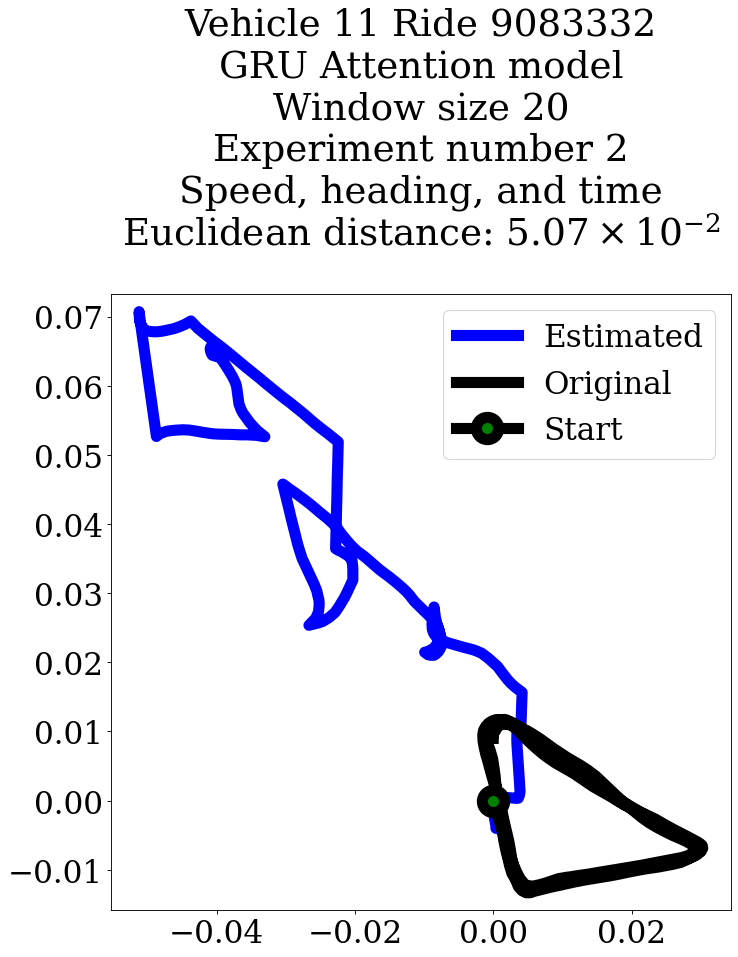 Vehicle 11 Ride 9083332
GRU Attention model
Window size 20
Experiment number 2
Speed, heading, and time
Euclidean distance: 5.07 × 10⁻²
Estimated
Original
Start
0.07
0.06
0.05
0.04
0.03
0.02
0.01
0.00
−0.01
−0.04 −0.02 0.00 0.02